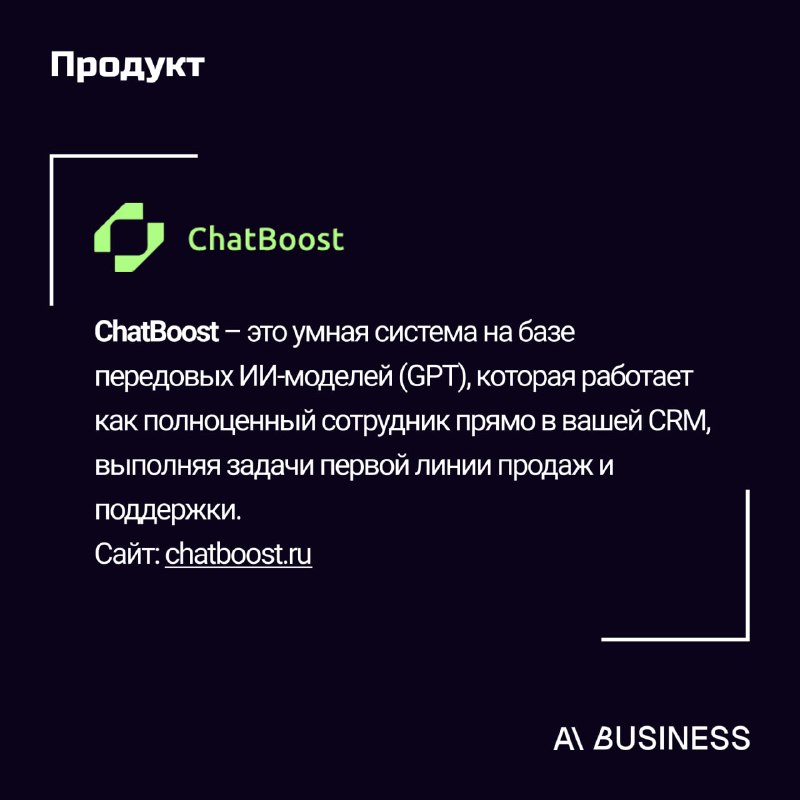 Продукт
ChatBoost
ChatBoost – это умная система на базе
передовых ИИ-моделей (GPT), которая работает
как полноценный сотрудник прямо в вашей CRM,
выполняя задачи первой линии продаж и
поддержки.
Сайт: chatboost.ru
AI BUSINESS